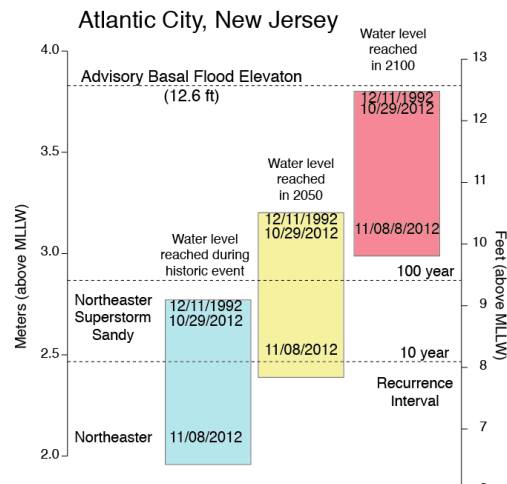 Atlantic City, New Jersey
Water level
reached
in 2100
4.0
13
Advisory Basal Flood Elevaton
(12.6 ft)
12/11/1992
10/29/2012
12
3.5
Water level
reached
in 2050
11
12/11/1992
10/29/2012
11/08/8/2012
Water level
reached during
historic event
10
3.0
100 year
Meters (above MLLW)
Feet (above MLLW)
Northeaster
Superstorm
Sandy
12/11/1992
10/29/2012
9
11/08/2012
10 year
2.5
8
Recurrence
Interval
7
Northeaster
11/08/2012
2.0